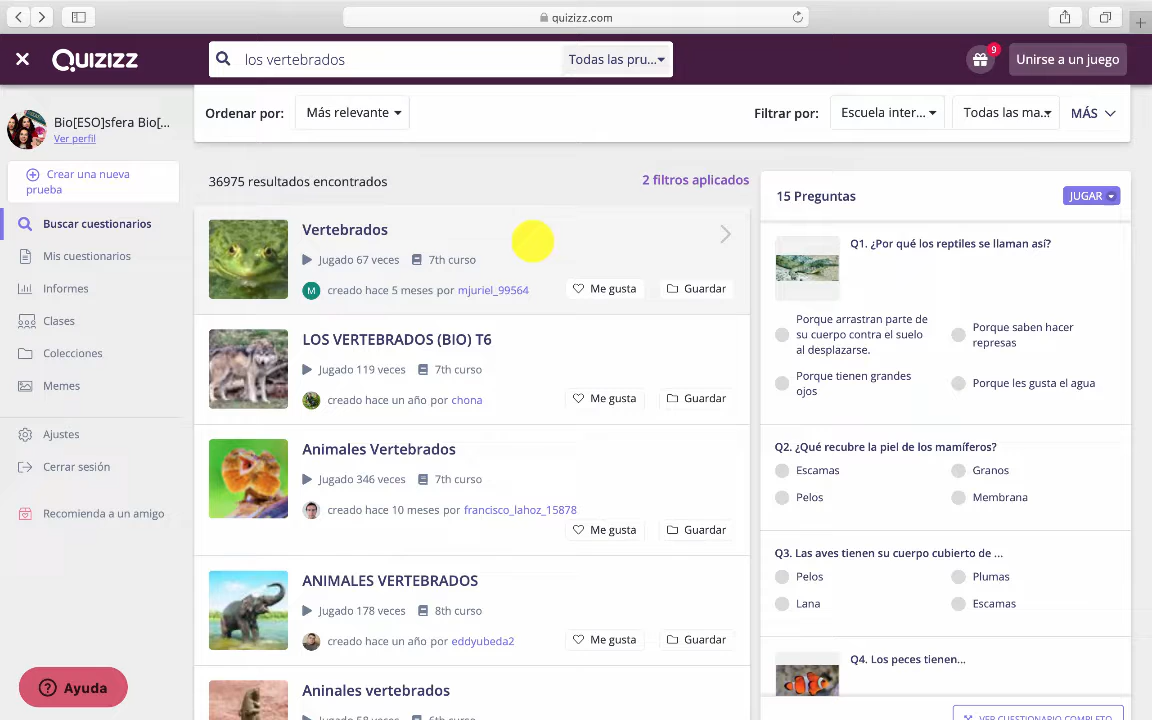 quizizz.com
QUIZIZZ
los vertebrados
Todas las pru...
9
Unirse a un juego
Bio[ESO]sfera Bio[...
Ver perfil
Crear una nueva
prueba
Buscar cuestionarios
Mis cuestionarios
Informes
Clases
Colecciones
Memes
Ajustes
Cerrar sesión
Recomienda a un amigo
Ayuda
Ordenar por:
Más relevante
Filtrar por:
Escuela inter...
Todas las ma...
MÁS
36975 resultados encontrados
2 filtros aplicados
Vertebrados
Jugado 67 veces
7th curso
M
creado hace 5 meses por mjuriel_99564
Me gusta
Guardar
LOS VERTEBRADOS (BIO) T6
Jugado 119 veces
7th curso
creado hace un año por chona
Me gusta
Guardar
Animales Vertebrados
Jugado 346 veces
7th curso
creado hace 10 meses por francisco_lahoz_15878
Me gusta
Guardar
ANIMALES VERTEBRADOS
Jugado 178 veces
8th curso
creado hace un año por eddyubeda2
Me gusta
Guardar
Aninales vertebrados
Jugado 58 veces
6th curso
15 Preguntas
JUGAR
Q1. ¿Por qué los reptiles se llaman así?
Porque arrastran parte de
su cuerpo contra el suelo
al desplazarse.
Porque saben hacer
represas
Porque tienen grandes
ojos
Porque les gusta el agua
Q2. ¿Qué recubre la piel de los mamíferos?
Escamas
Granos
Pelos
Membrana
Q3. Las aves tienen su cuerpo cubierto de ...
Pelos
Plumas
Lana
Escamas
Q4. Los peces tienen...
VER CUESTIONARIO COMPLETO